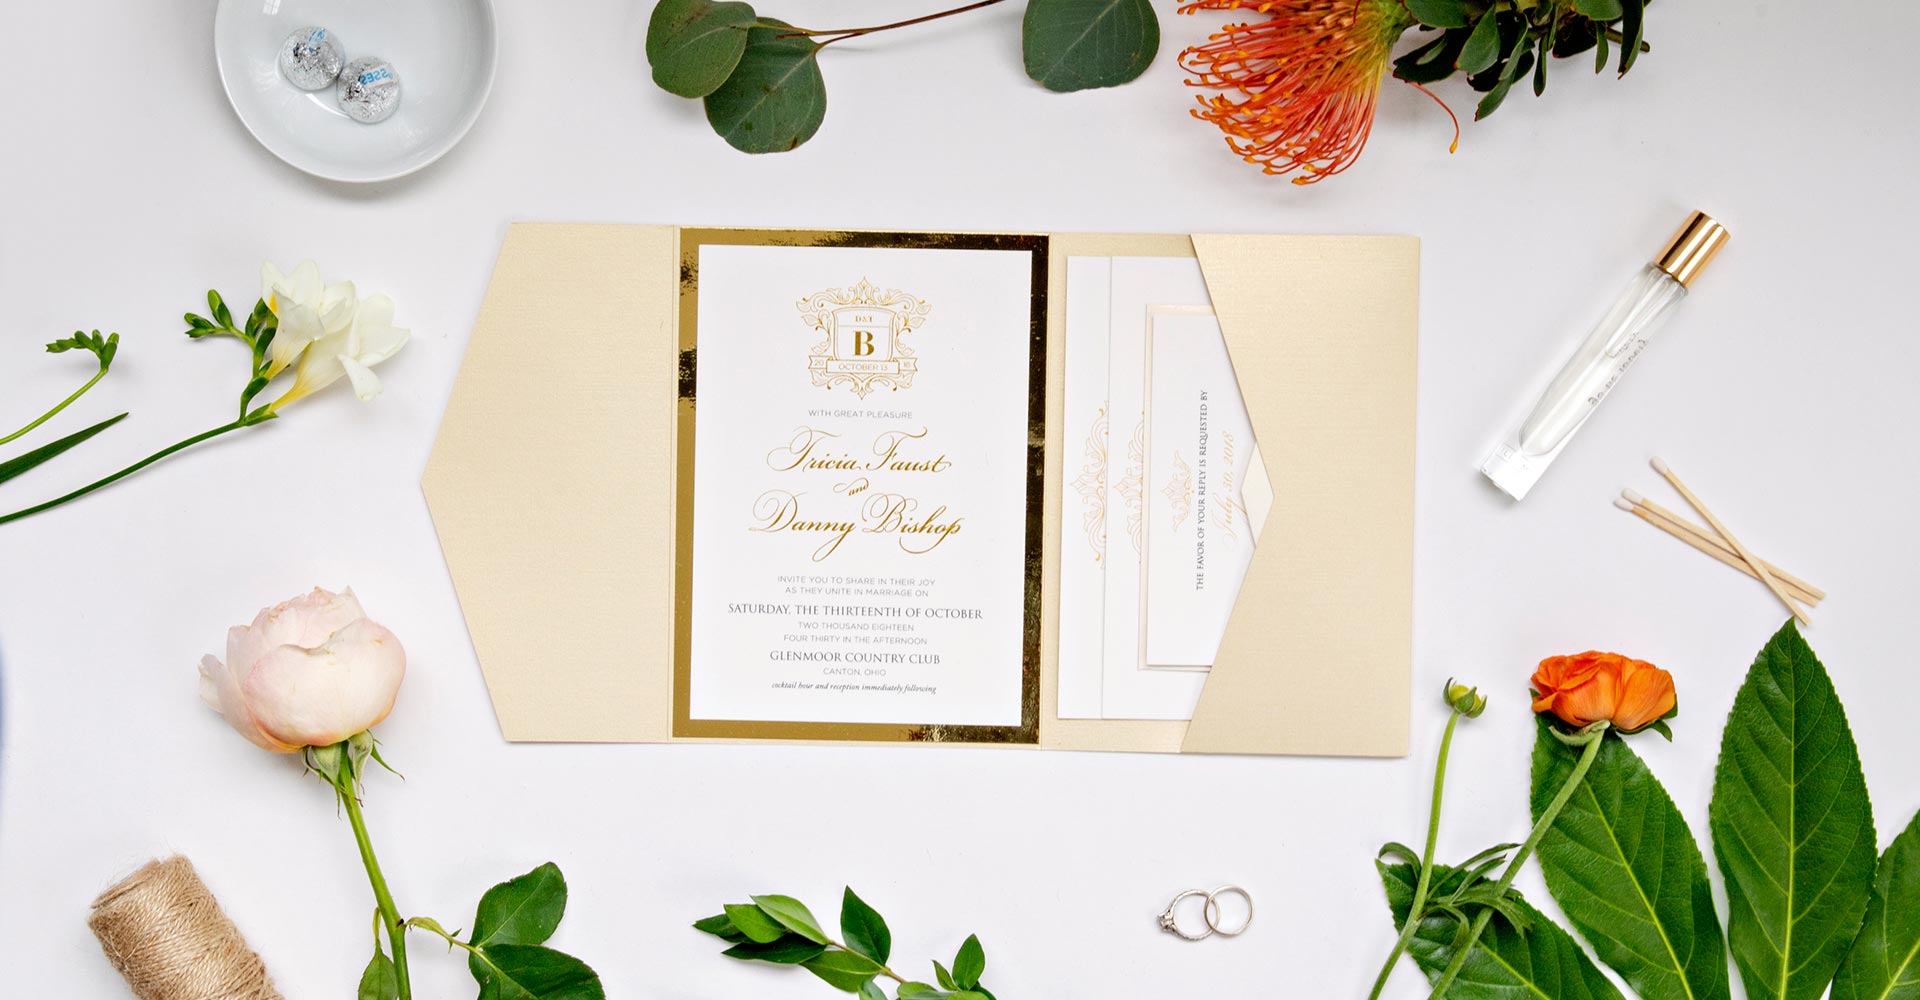 D&T
B
20 OCTOBER 13 18
WITH GREAT PLEASURE
Tricia Faust
and
Danny Bishop
INVITE YOU TO SHARE IN THEIR JOY
AS THEY UNITE IN MARRIAGE ON
SATURDAY, THE THIRTEENTH OF OCTOBER
TWO THOUSAND EIGHTEEN
FOUR THIRTY IN THE AFTERNOON
GLENMOOR COUNTRY CLUB
CANTON, OHIO
cocktail hour and reception immediately following
THE FAVOR OF YOUR REPLY IS REQUESTED BY
July 30, 2018